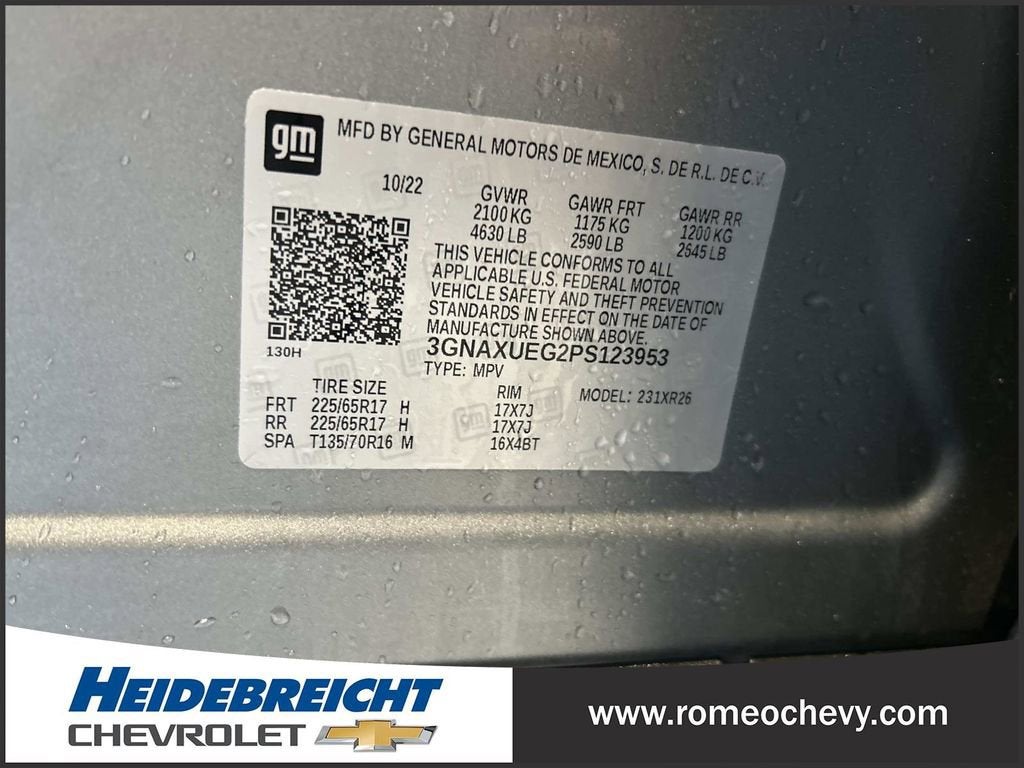 gm
MFD BY GENERAL MOTORS DE MEXICO, S. DE R.L. DE C.V.
10/22
GVWR GAWR FRT GAWR RR
2100 KG 1175 KG 1200 KG
4630 LB 2590 LB 2645 LB
THIS VEHICLE CONFORMS TO ALL
APPLICABLE U.S. FEDERAL MOTOR
VEHICLE SAFETY AND THEFT PREVENTION
STANDARDS IN EFFECT ON THE DATE OF
MANUFACTURE SHOWN ABOVE.
130H
3GNAXUEG2PS123953
TYPE: MPV
TIRE SIZE RIM MODEL: 231XR26
FRT 225/65R17 H 17X7J
RR 225/65R17 H 17X7J
SPA T135/70R16 M 16X4BT
HEIDEBREICHT
CHEVROLET
www.romeochevy.com